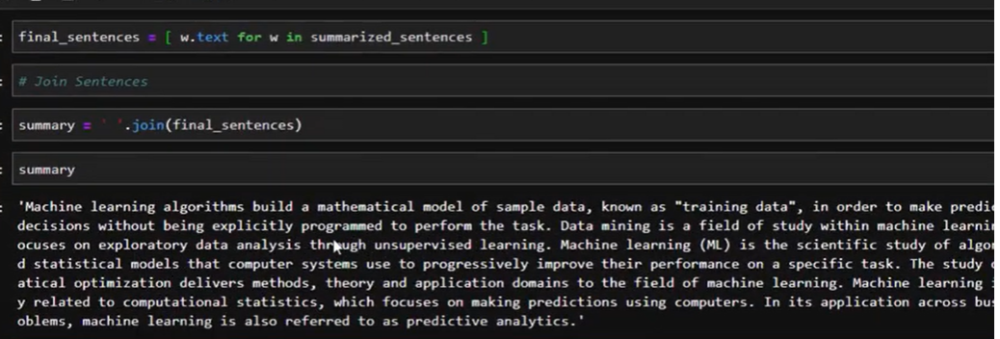 final_sentences = [ w.text for w in summarized_sentences ]
# Join Sentences
summary = ' '.join(final_sentences)
summary
'Machine learning algorithms build a mathematical model of sample data, known as "training data", in order to make predic
decisions without being explicitly programmed to perform the task. Data mining is a field of study within machine learnin
ocuses on exploratory data analysis through unsupervised learning. Machine learning (ML) is the scientific study of algor
d statistical models that computer systems use to progressively improve their performance on a specific task. The study o
atical optimization delivers methods, theory and application domains to the field of machine learning. Machine learning i
y related to computational statistics, which focuses on making predictions using computers. In its application across bus
oblems, machine learning is also referred to as predictive analytics.'